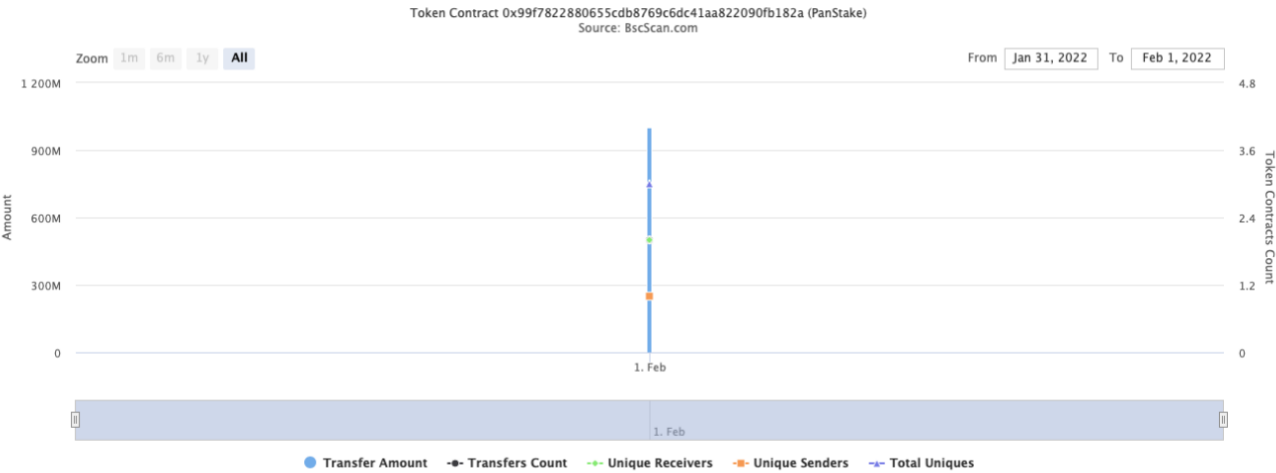 Token Contract 0x99f7822880655cdb8769c6dc41aa822090fb182a (PanStake)
Source: BscScan.com
Zoom 1m 6m 1y All From Jan 31, 2022 To Feb 1, 2022
1 200M 4.8
900M 3.6
600M 2.4
300M 1.2
0 0
Amount
Token Contracts Count
1. Feb
1. Feb
Transfer Amount Transfers Count Unique Receivers Unique Senders Total Uniques